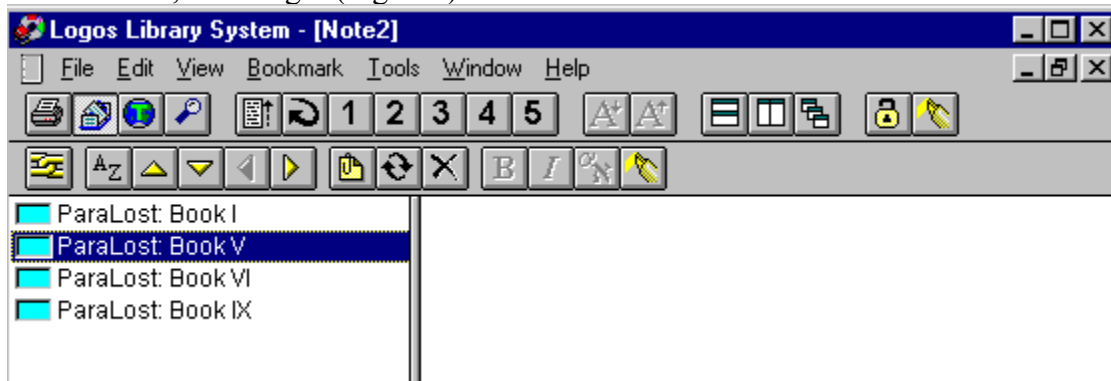 Logos Library System - [Note2]
File Edit View Bookmark Tools Window Help
1 2 3 4 5 A A
AZ B I α ℵ
ParaLost: Book I
ParaLost: Book V
ParaLost: Book VI
ParaLost: Book IX